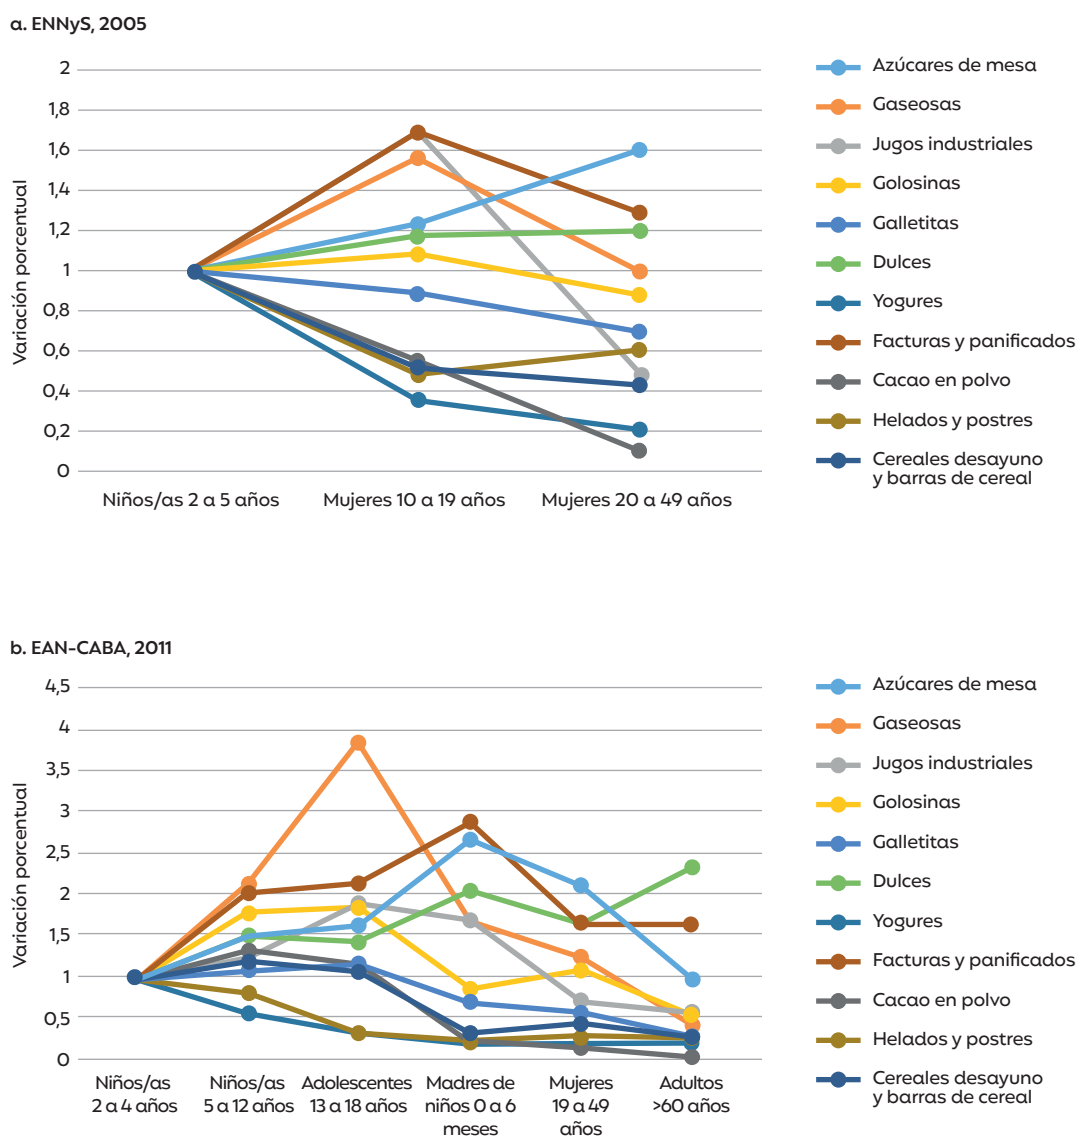 a. ENNyS, 2005
Variación porcentual
2
1,8
1,6
1,4
1,2
1
0,8
0,6
0,4
0,2
0
Niños/as 2 a 5 años
Mujeres 10 a 19 años
Mujeres 20 a 49 años
Azúcares de mesa
Gaseosas
Jugos industriales
Golosinas
Galletitas
Dulces
Yogures
Facturas y panificados
Cacao en polvo
Helados y postres
Cereales desayuno
y barras de cereal
b. EAN-CABA, 2011
Variación porcentual
4,5
4
3,5
3
2,5
2
1,5
1
0,5
0
Niños/as
2 a 4 años
Niños/as
5 a 12 años
Adolescentes
13 a 18 años
Madres de
niños 0 a 6
meses
Mujeres
19 a 49
años
Adultos
>60 años
Azúcares de mesa
Gaseosas
Jugos industriales
Golosinas
Galletitas
Dulces
Yogures
Facturas y panificados
Cacao en polvo
Helados y postres
Cereales desayuno
y barras de cereal